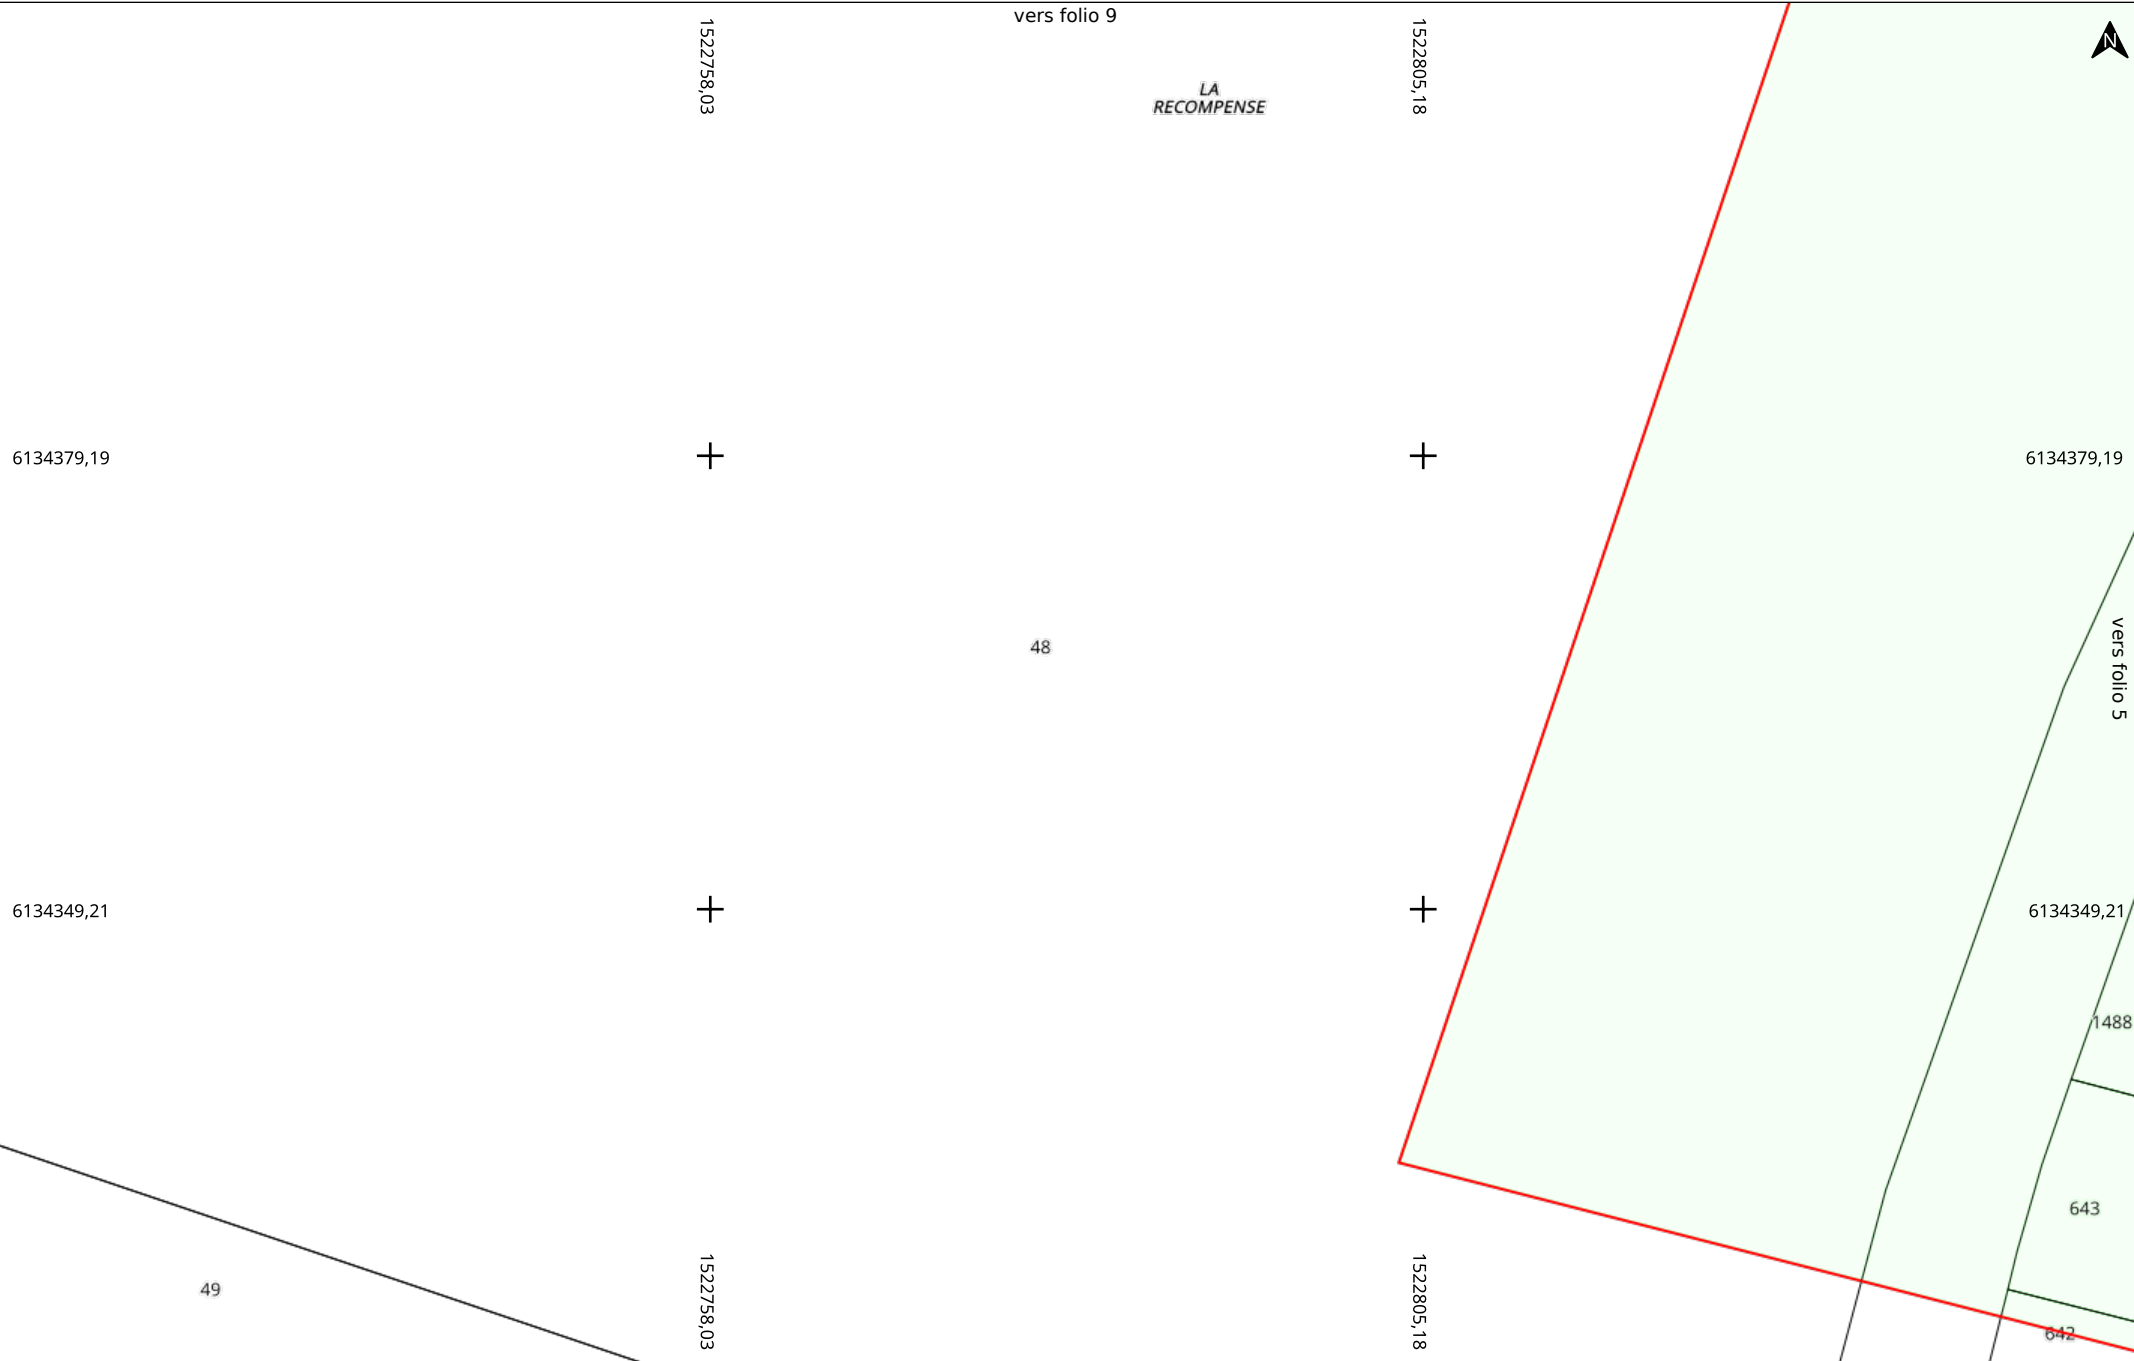 vers folio 9
N
1522758,03
1522805,18
LA
RECOMPENSE
6134379,19
6134379,19
48
vers folio 5
6134349,21
6134349,21
1488
643
49
1522758,03
1522805,18
642